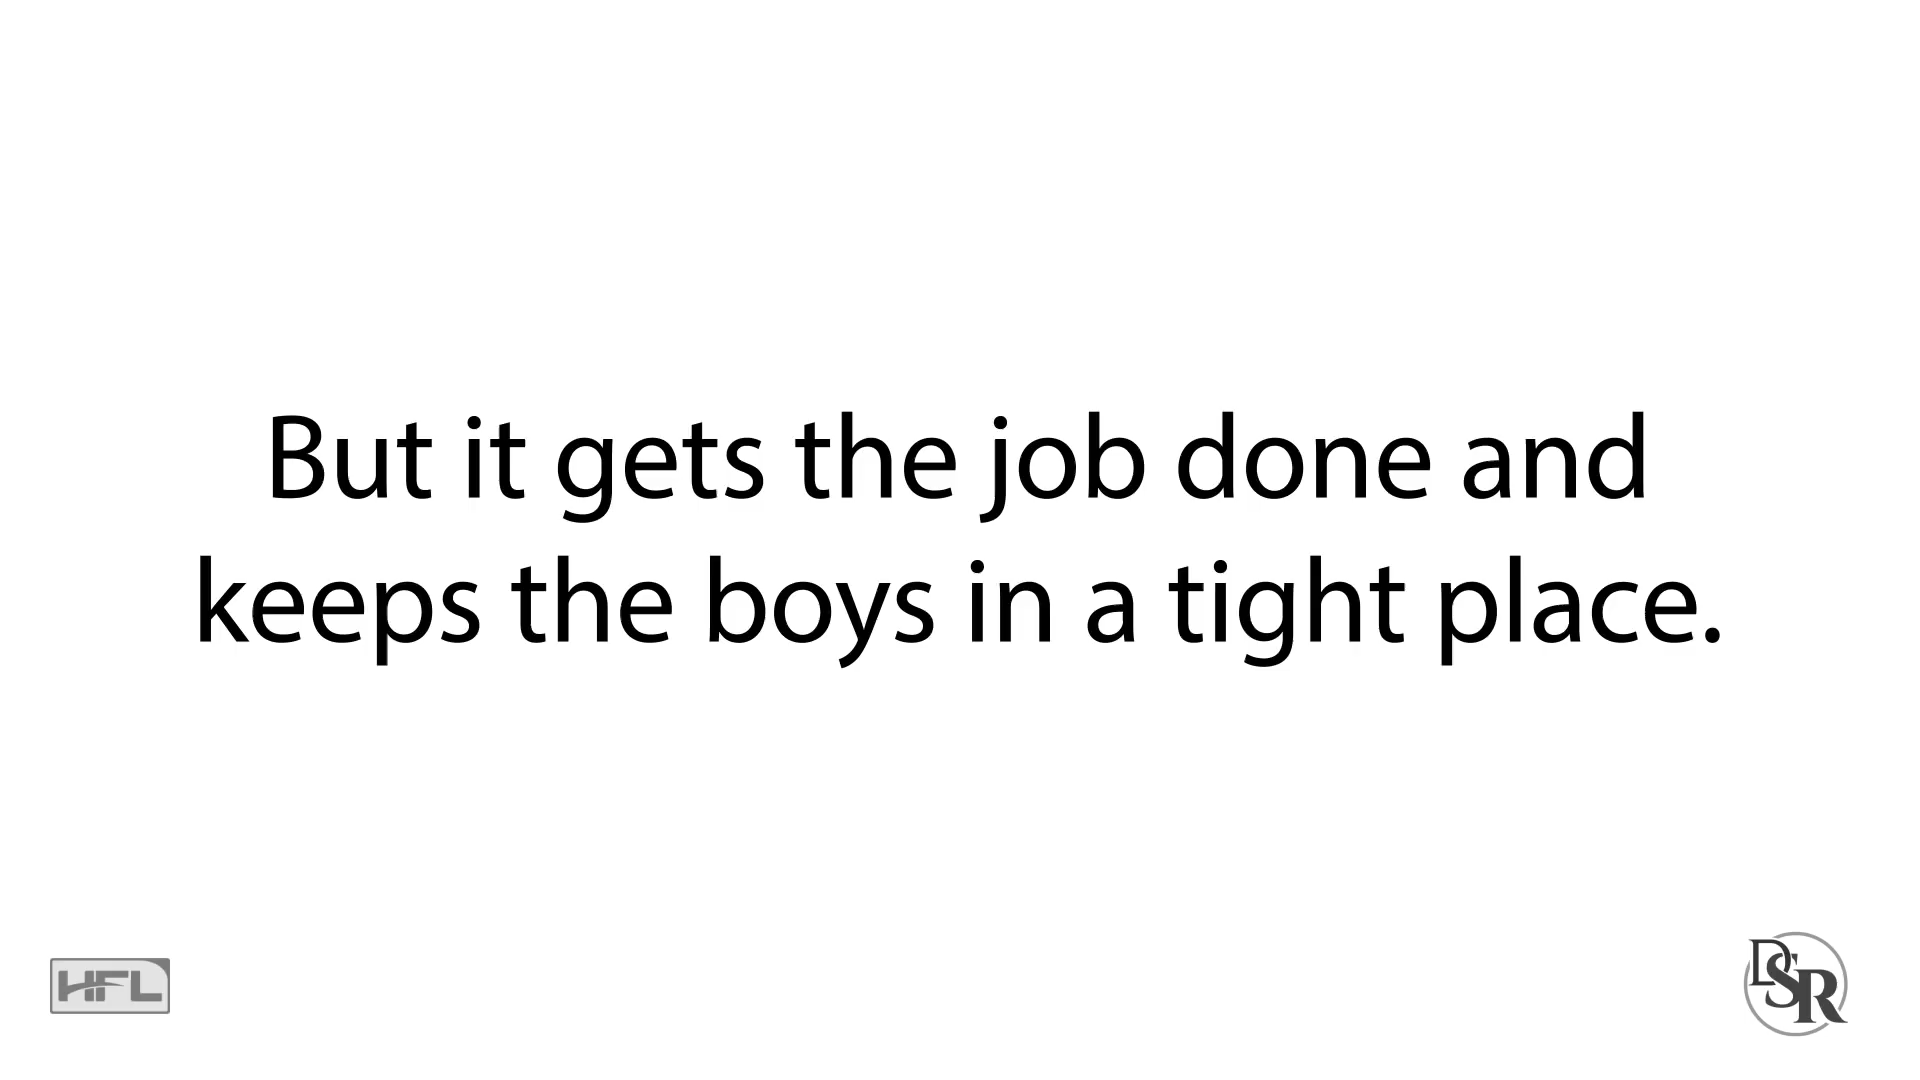 But it gets the job done and
keeps the boys in a tight place.
HFL
DSR